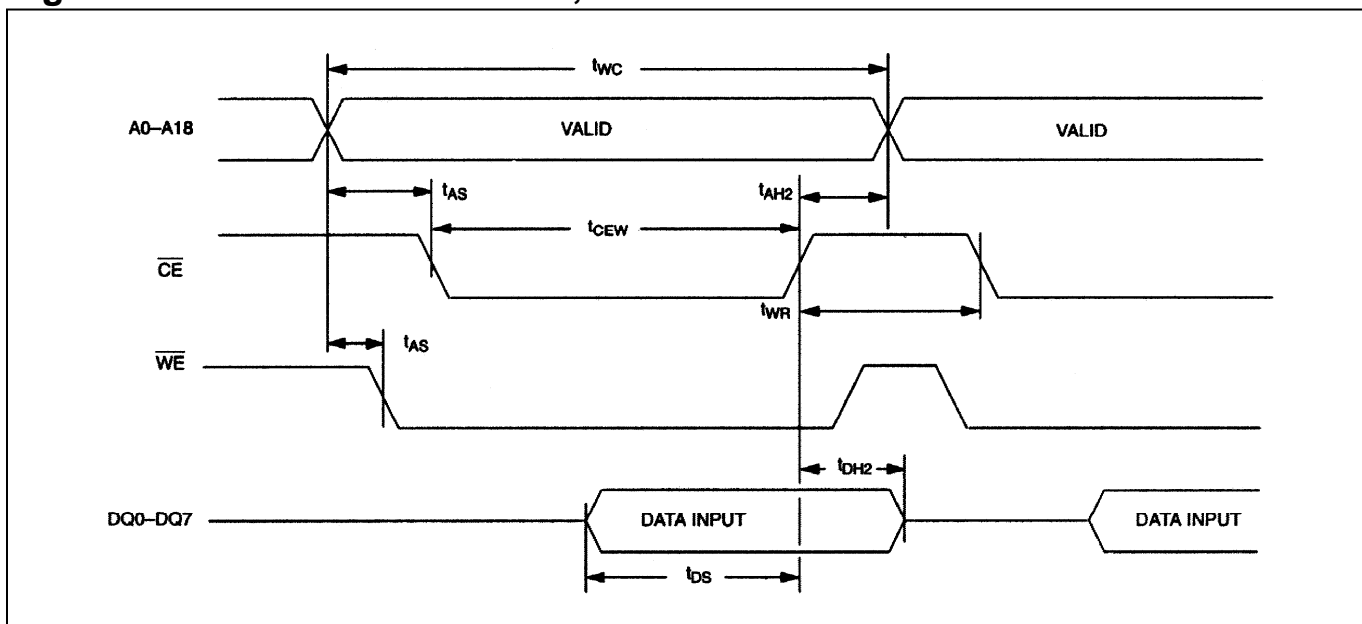 tWC
A0–A18
VALID
VALID
tAS
tAH2
tCEW
CE
tWR
tAS
WE
tDH2
DQ0–DQ7
DATA INPUT
DATA INPUT
tDS